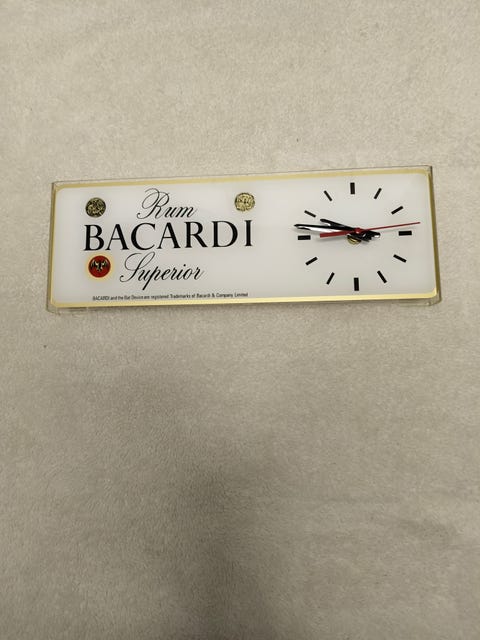 Rum
BACARDI
Superior
BACARDI and the Bat Device are registered Trademarks of Bacardi & Company Limited